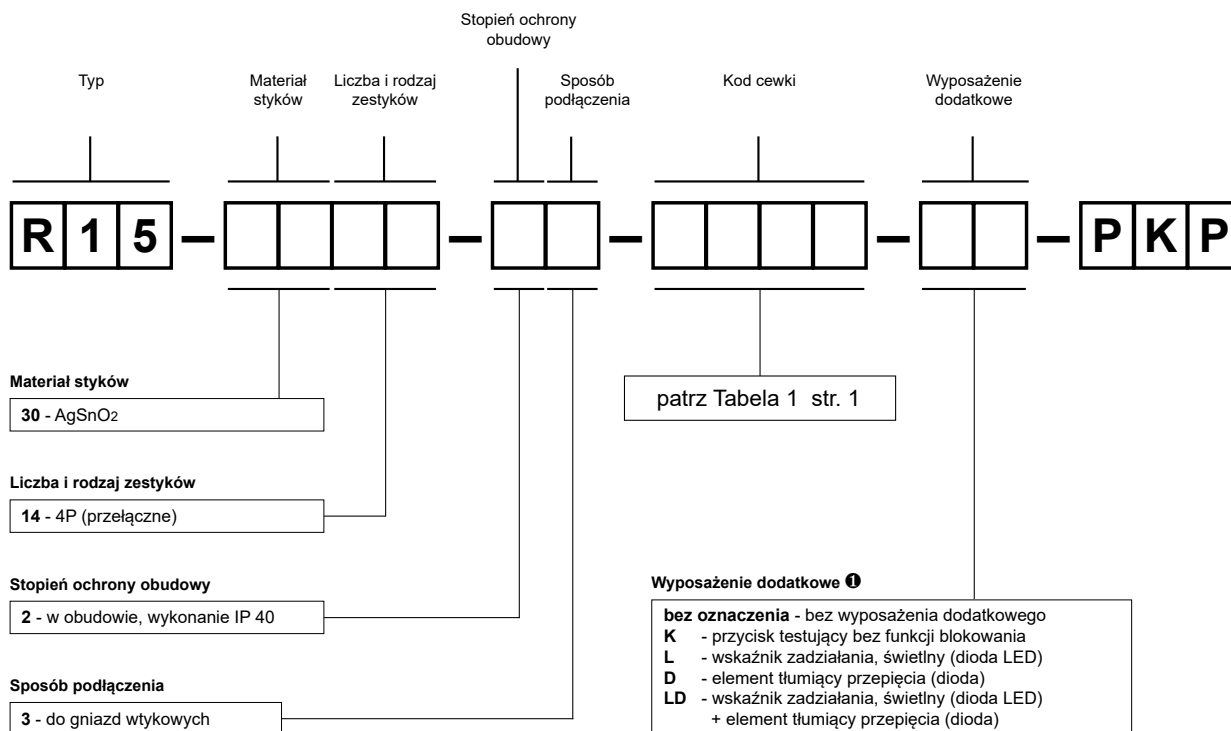 Stopień ochrony
obudowy
Typ
Materiał
styków
Liczba i rodzaj
zestyków
Sposób
podłączenia
Kod cewki
Wyposażenie
dodatkowe
R 1 5 – – – – – P K P
Materiał styków
30 - AgSnO2
patrz Tabela 1 str. 1
Liczba i rodzaj zestyków
14 - 4P (przełączne)
Stopień ochrony obudowy
2 - w obudowie, wykonanie IP 40
Sposób podłączenia
3 - do gniazd wtykowych
Wyposażenie dodatkowe ❶
bez oznaczenia - bez wyposażenia dodatkowego
K - przycisk testujący bez funkcji blokowania
L - wskaźnik zadziałania, świetlny (dioda LED)
D - element tłumiący przepięcia (dioda)
LD - wskaźnik zadziałania, świetlny (dioda LED)
+ element tłumiący przepięcia (dioda)